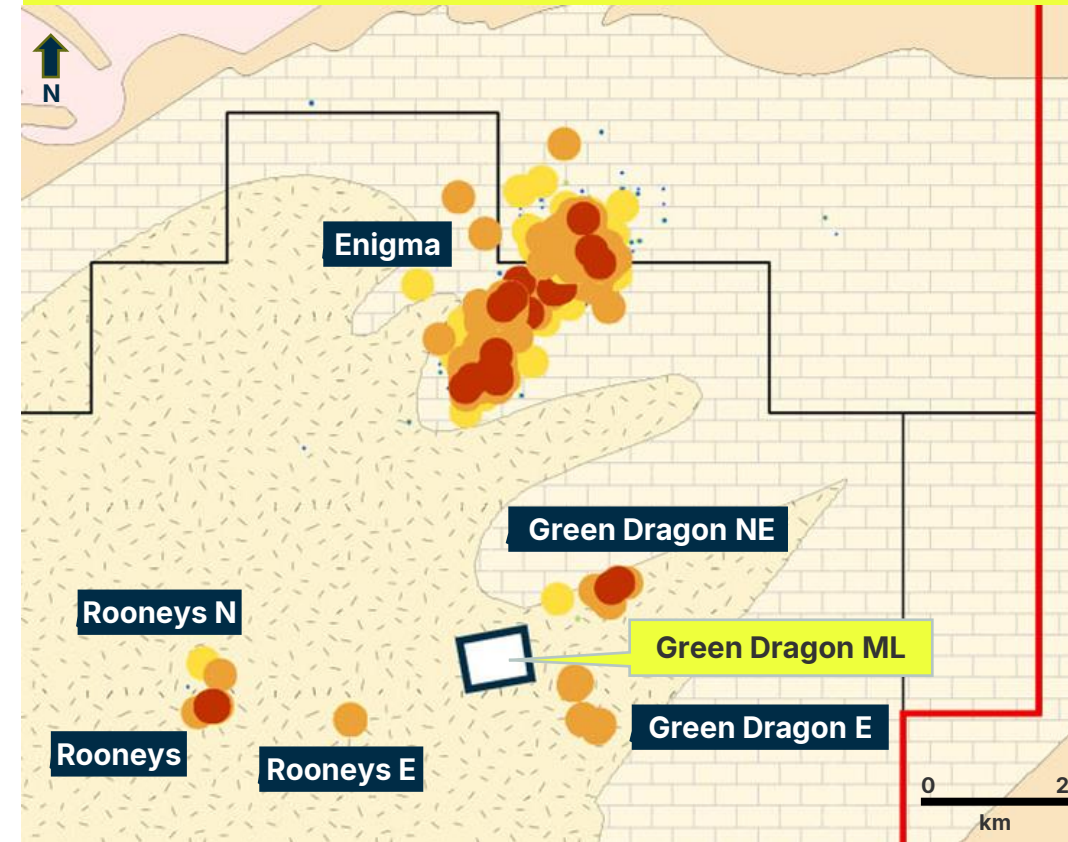 N
Enigma
Green Dragon NE
Rooneys N
Green Dragon ML
Green Dragon E
Rooneys
Rooneys E
0 2
km